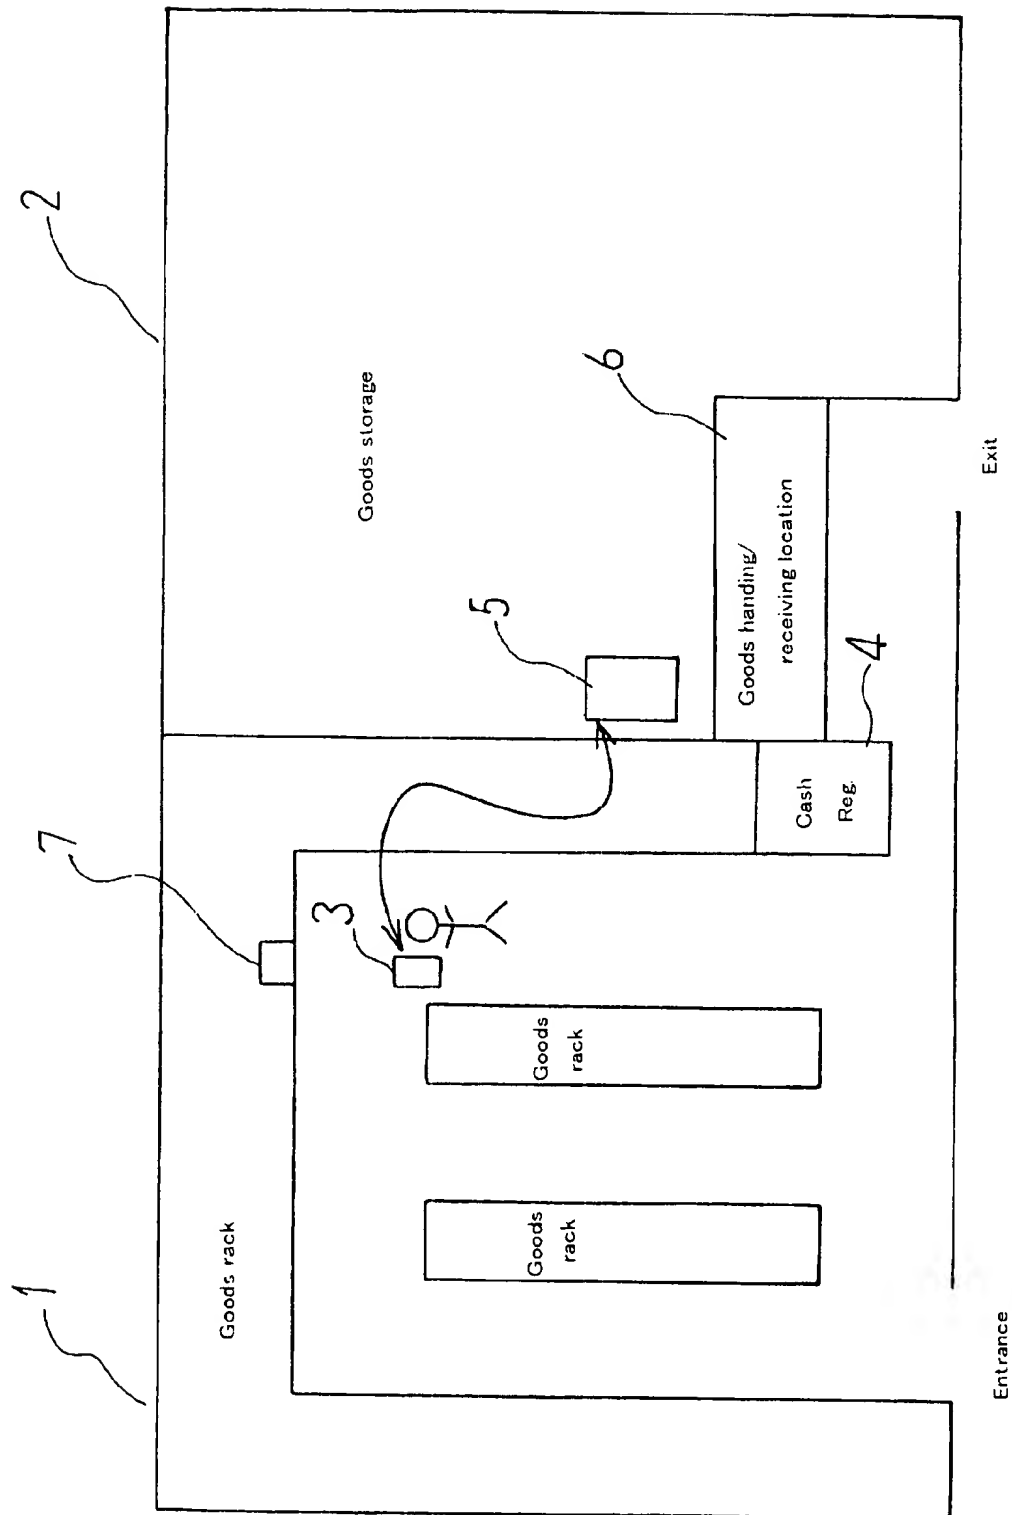 1
2
Goods rack
7
Goods storage
3
5
Goods
rack
Goods
rack
6
Goods handing/
receiving location
Cash
Reg.
4
Entrance
Exit